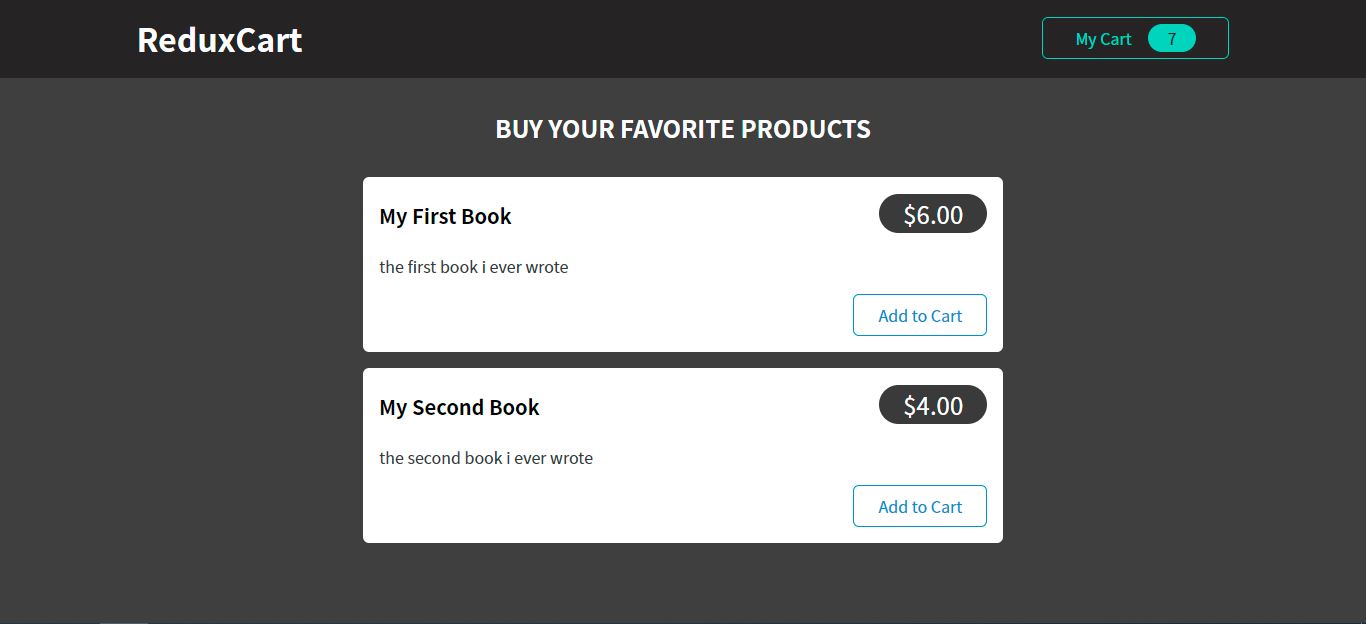 ReduxCart
My Cart 7
BUY YOUR FAVORITE PRODUCTS
My First Book
$6.00
the first book i ever wrote
Add to Cart
My Second Book
$4.00
the second book i ever wrote
Add to Cart